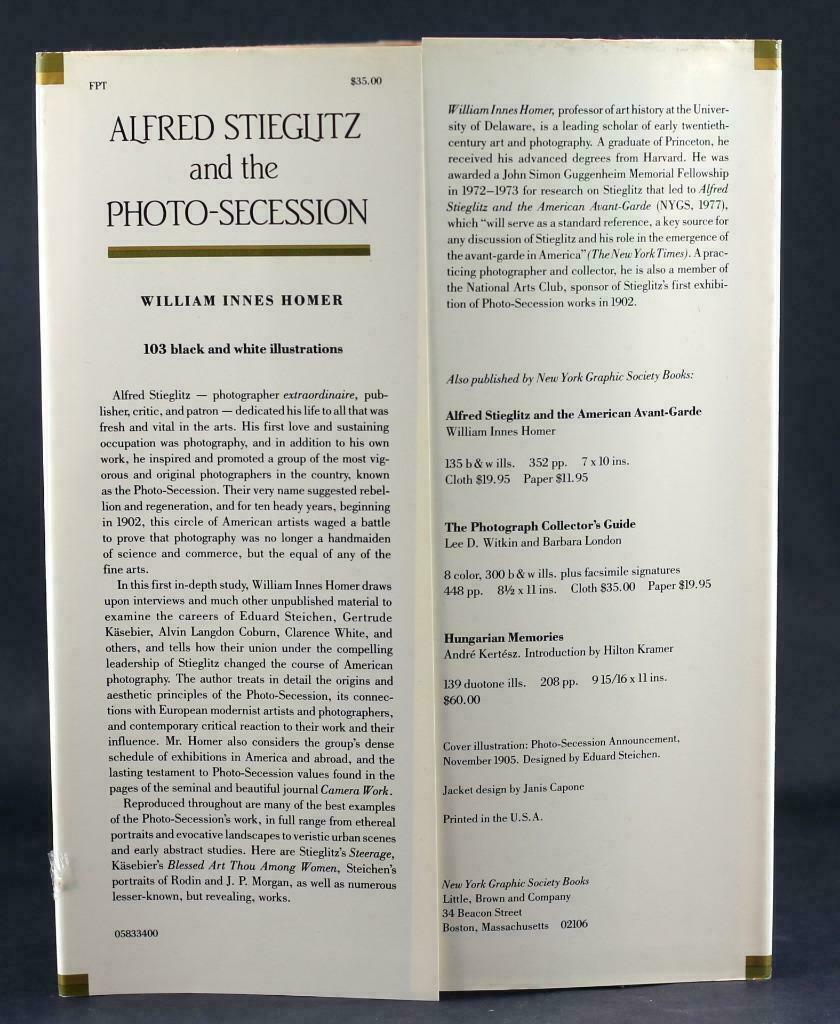 FPT
$35.00
ALFRED STIEGLITZ
and the
PHOTO-SECESSION
WILLIAM INNES HOMER
103 black and white illustrations
Alfred Stieglitz — photographer extraordinaire, pub-
lisher, critic, and patron — dedicated his life to all that was
fresh and vital in the arts. His first love and sustaining
occupation was photography, and in addition to his own
work, he inspired and promoted a group of the most vig-
orous and original photographers in the country, known
as the Photo-Secession. Their very name suggested rebel-
lion and regeneration, and for ten heady years, beginning
in 1902, this circle of American artists waged a battle
to prove that photography was no longer a handmaiden
of science and commerce, but the equal of any of the
fine arts.
In this first in-depth study, William Innes Homer draws
upon interviews and much other unpublished material to
examine the careers of Eduard Steichen, Gertrude
Käsebier, Alvin Langdon Coburn, Clarence White, and
others, and tells how their union under the compelling
leadership of Stieglitz changed the course of American
photography. The author treats in detail the origins and
aesthetic principles of the Photo-Secession, its connec-
tions with European modernist artists and photographers,
and contemporary critical reaction to their work and their
influence. Mr. Homer also considers the group's dense
schedule of exhibitions in America and abroad, and the
lasting testament to Photo-Secession values found in the
pages of the seminal and beautiful journal Camera Work.
Reproduced throughout are many of the best examples
of the Photo-Secession's work, in full range from ethereal
portraits and evocative landscapes to veristic urban scenes
and early abstract studies. Here are Stieglitz's Steerage,
Käsebier's Blessed Art Thou Among Women, Steichen's
portraits of Rodin and J. P. Morgan, as well as numerous
lesser-known, but revealing, works.
05833400
William Innes Homer, professor of art history at the Univer-
sity of Delaware, is a leading scholar of early twentieth-
century art and photography. A graduate of Princeton, he
received his advanced degrees from Harvard. He was
awarded a John Simon Guggenheim Memorial Fellowship
in 1972–1973 for research on Stieglitz that led to Alfred
Stieglitz and the American Avant-Garde (NYGS, 1977),
which "will serve as a standard reference, a key source for
any discussion of Stieglitz and his role in the emergence of
the avant-garde in America" (The New York Times). A prac-
ticing photographer and collector, he is also a member of
the National Arts Club, sponsor of Stieglitz's first exhibi-
tion of Photo-Secession works in 1902.
Also published by New York Graphic Society Books:
Alfred Stieglitz and the American Avant-Garde
William Innes Homer
135 b & w ills. 352 pp. 7 x 10 ins.
Cloth $19.95 Paper $11.95
The Photograph Collector's Guide
Lee D. Witkin and Barbara London
8 color, 300 b & w ills. plus facsimile signatures
448 pp. 8½ x 11 ins. Cloth $35.00 Paper $19.95
Hungarian Memories
André Kertész. Introduction by Hilton Kramer
139 duotone ills. 208 pp. 9 15/16 x 11 ins.
$60.00
Cover illustration: Photo-Secession Announcement,
November 1905. Designed by Eduard Steichen.
Jacket design by Janis Capone
Printed in the U.S.A.
New York Graphic Society Books
Little, Brown and Company
34 Beacon Street
Boston, Massachusetts 02106